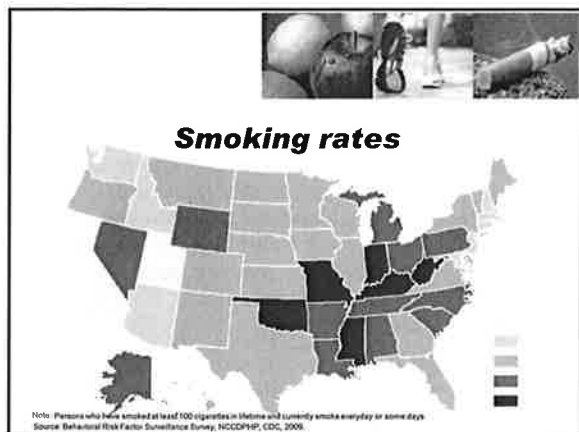 Smoking rates
Note: Persons who have smoked at least 100 cigarettes in lifetime and currently smoke everyday or some days
Source: Behavioral Risk Factor Surveillance Survey, NCCDPHP, CDC, 2009.